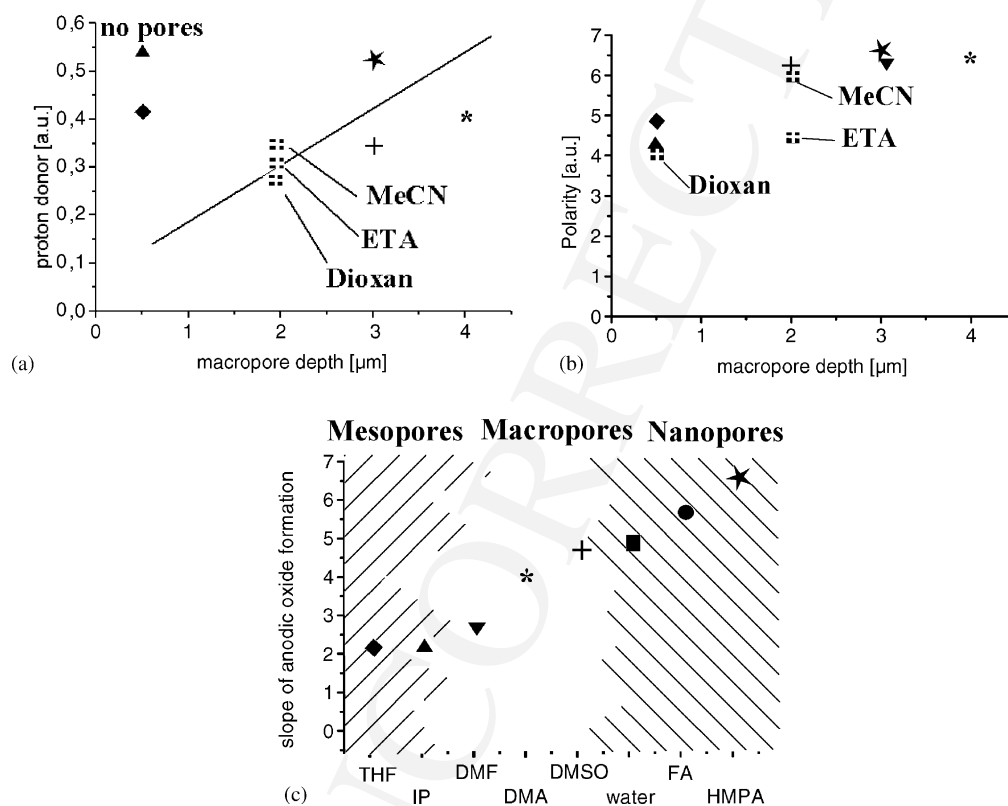 no pores
0,6
0,5
0,4
0,3
0,2
0,1
0,0
proton donor [a.u.]
MeCN
ETA
Dioxan
0 1 2 3 4
macropore depth [µm]
(a)
7
6
5
4
3
2
1
0
Polarity [a.u.]
MeCN
ETA
Dioxan
0 1 2 3 4
macropore depth [µm]
(b)
Mesopores Macropores Nanopores
7
6
5
4
3
2
1
0
slope of anodic oxide formation
THF DMF DMSO FA
IP DMA water HMPA
(c)
CORRECT